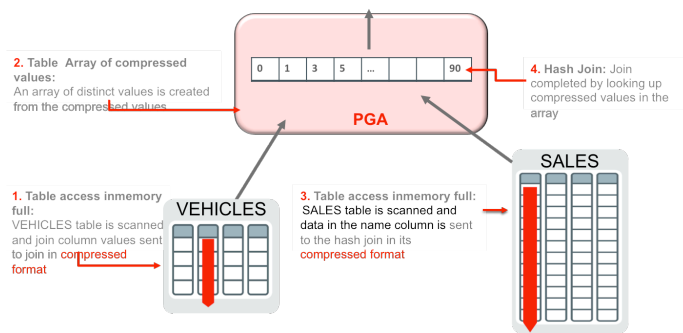 2. Table  Array of compressed
values:
An array of distinct values is created
from the compressed values
0 1 3 5 ... 90
PGA
4. Hash Join: Join
completed by looking up
compressed values in the
array
1. Table access inmemory
full:
VEHICLES table is scanned
and join column values sent
to join in compressed
format
VEHICLES
3. Table access inmemory full:
SALES table is scanned and
data in the name column is sent
to the hash join in its
compressed format
SALES